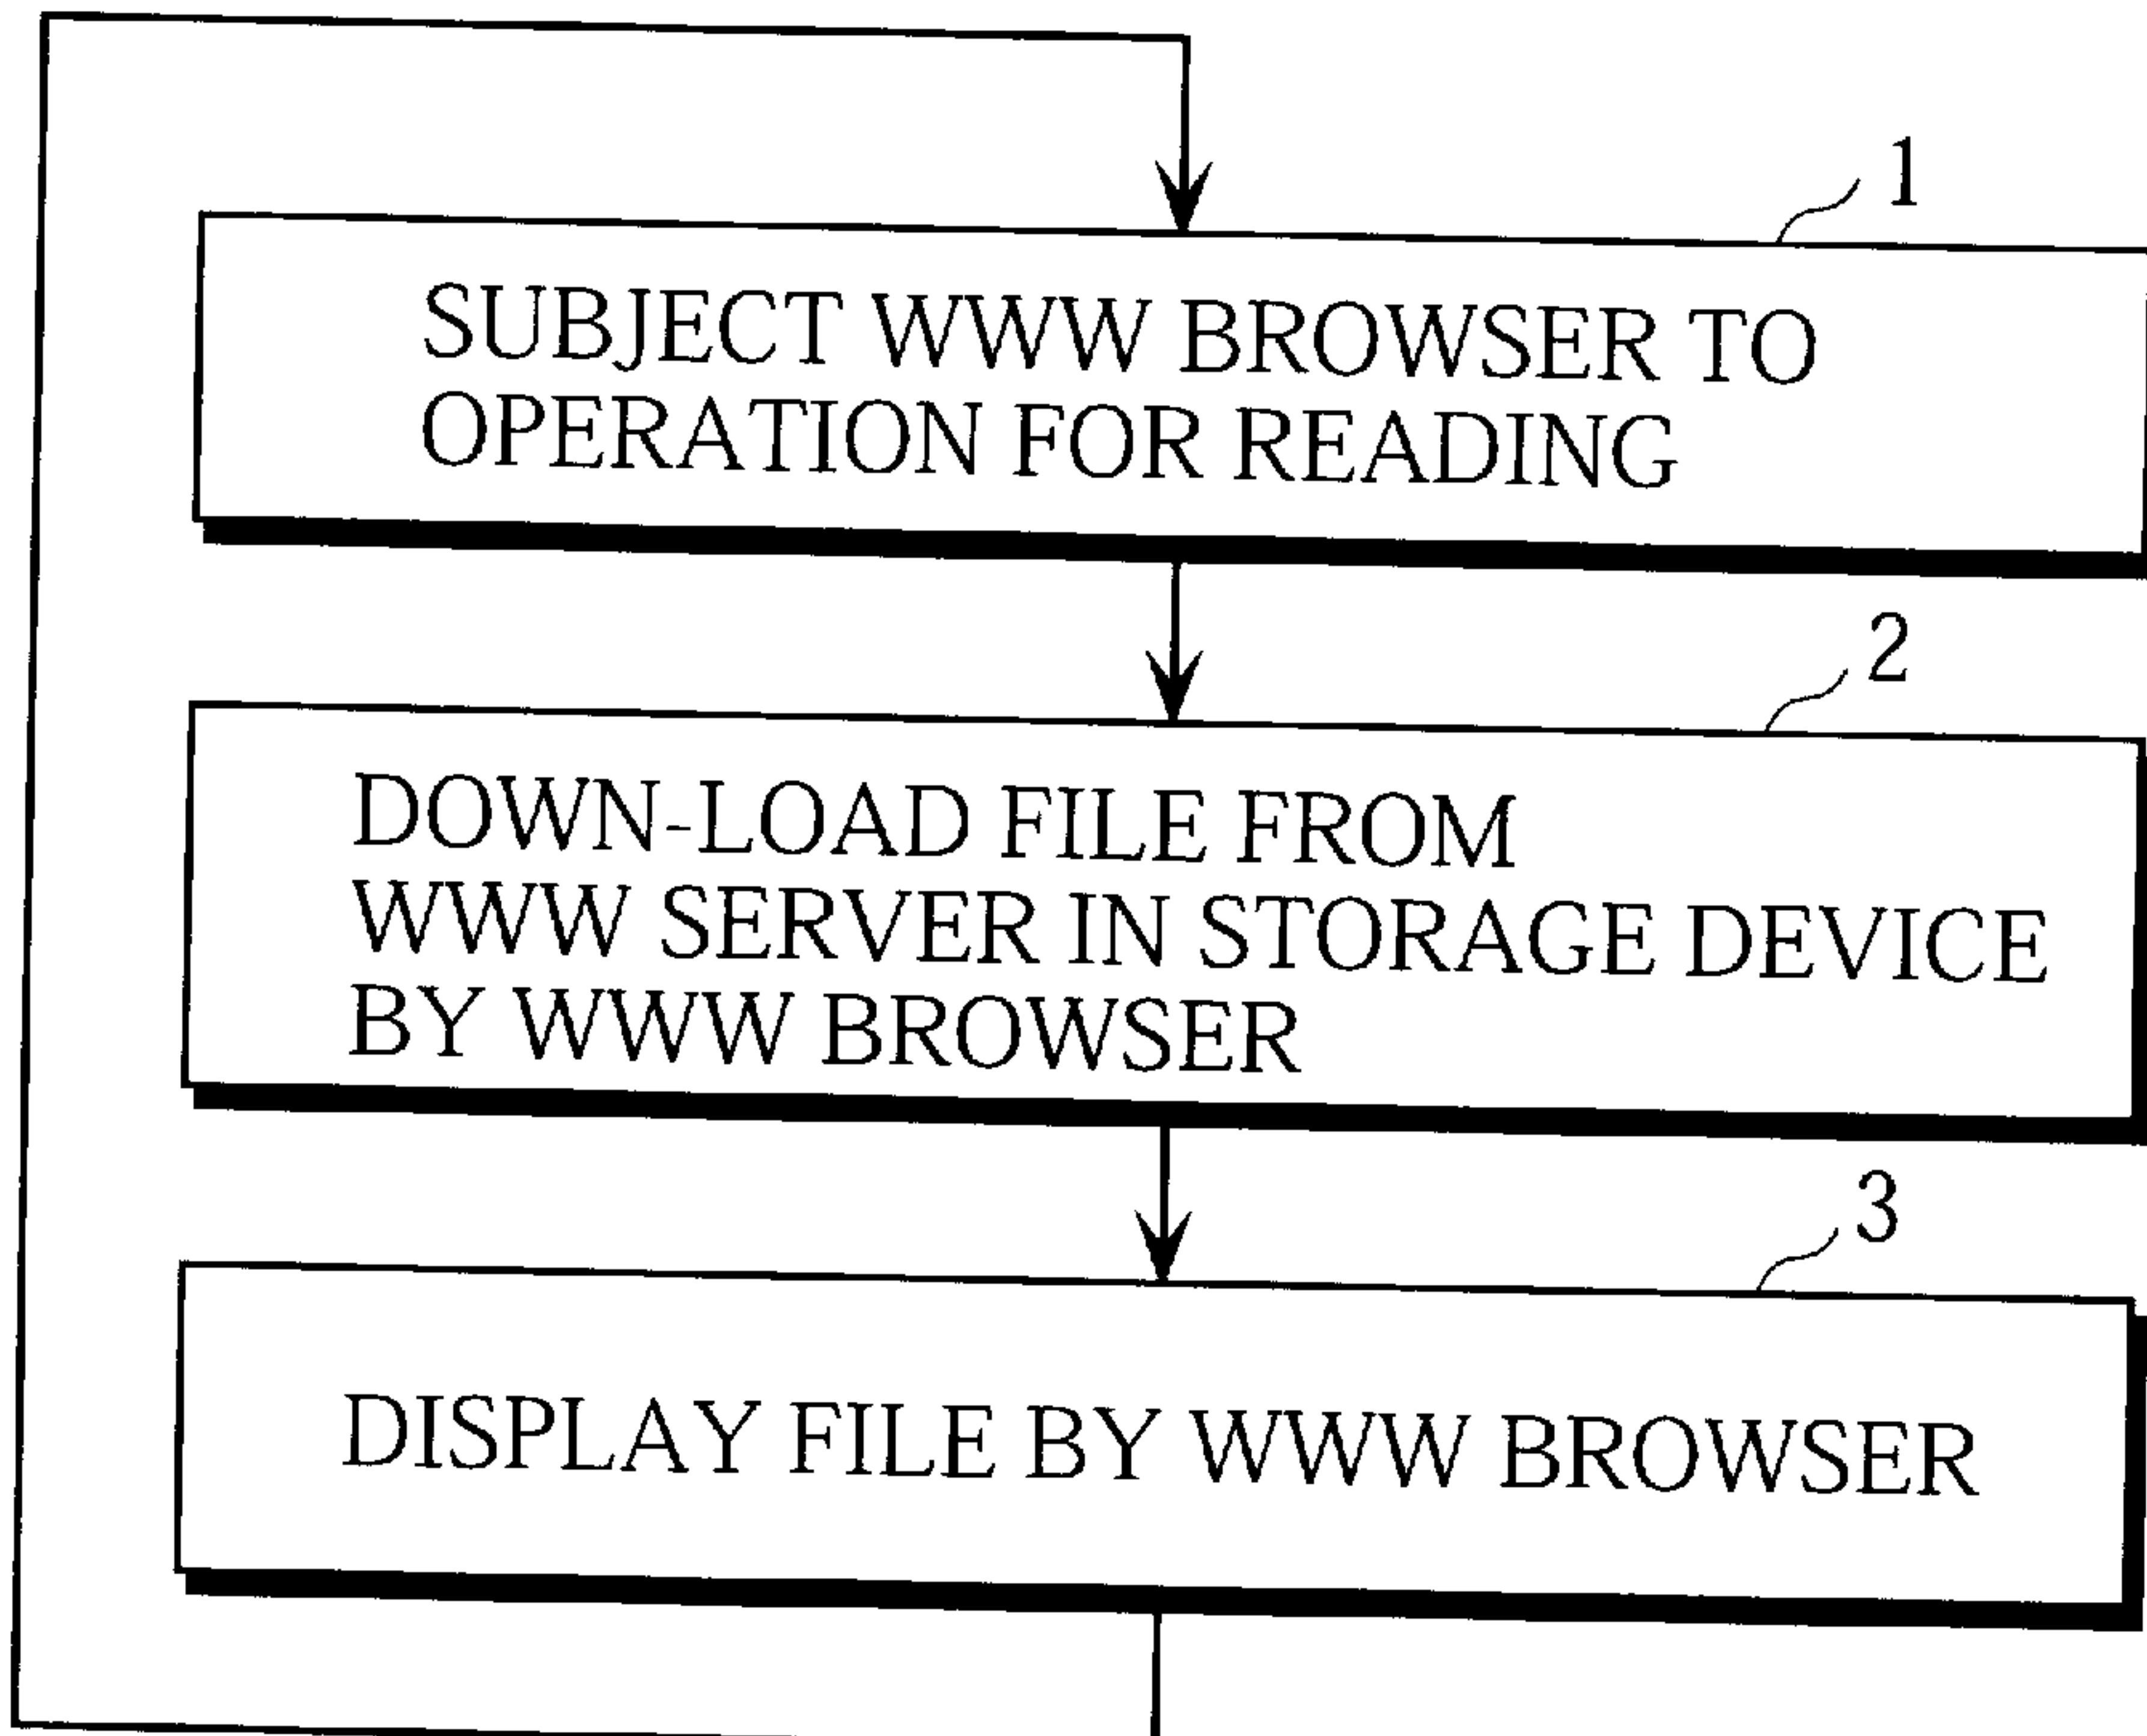 1
SUBJECT WWW BROWSER TO
OPERATION FOR READING
2
DOWN-LOAD FILE FROM
WWW SERVER IN STORAGE DEVICE
BY WWW BROWSER
3
DISPLAY FILE BY WWW BROWSER